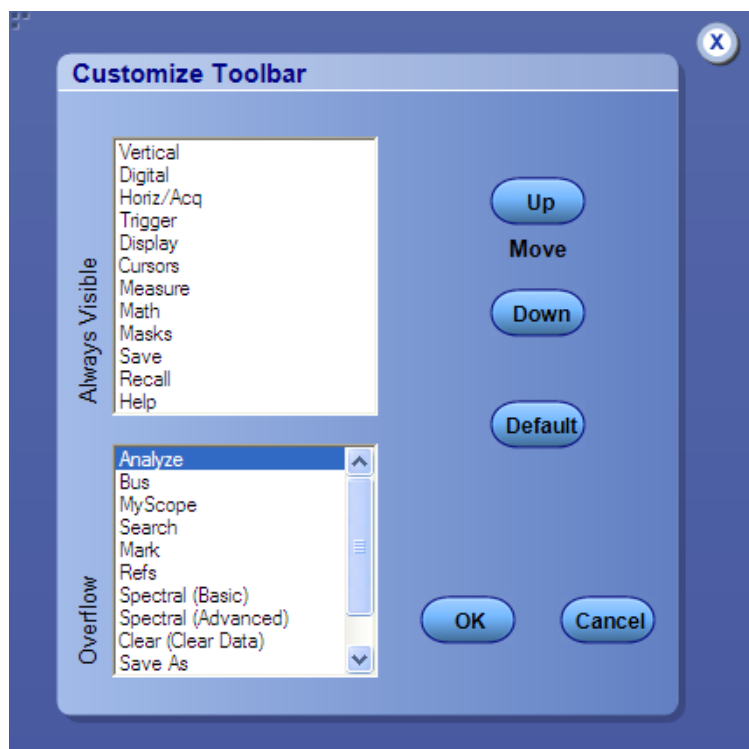 X
Customize Toolbar
Always Visible
Vertical
Digital
Horiz/Acq
Trigger
Display
Cursors
Measure
Math
Masks
Save
Recall
Help
Up
Move
Down
Default
Overflow
Analyze
Bus
MyScope
Search
Mark
Refs
Spectral (Basic)
Spectral (Advanced)
Clear (Clear Data)
Save As
OK
Cancel